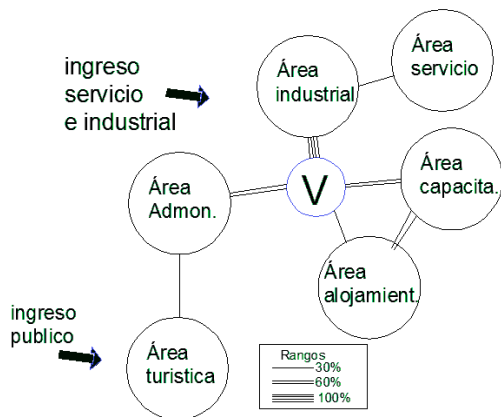 ingreso
servicio
e industrial
Área
industrial
Área
servicio
Área
Admon.
V
Área
capacita.
Área
alojamient.
ingreso
publico
Área
turistica
Rangos
30%
60%
100%